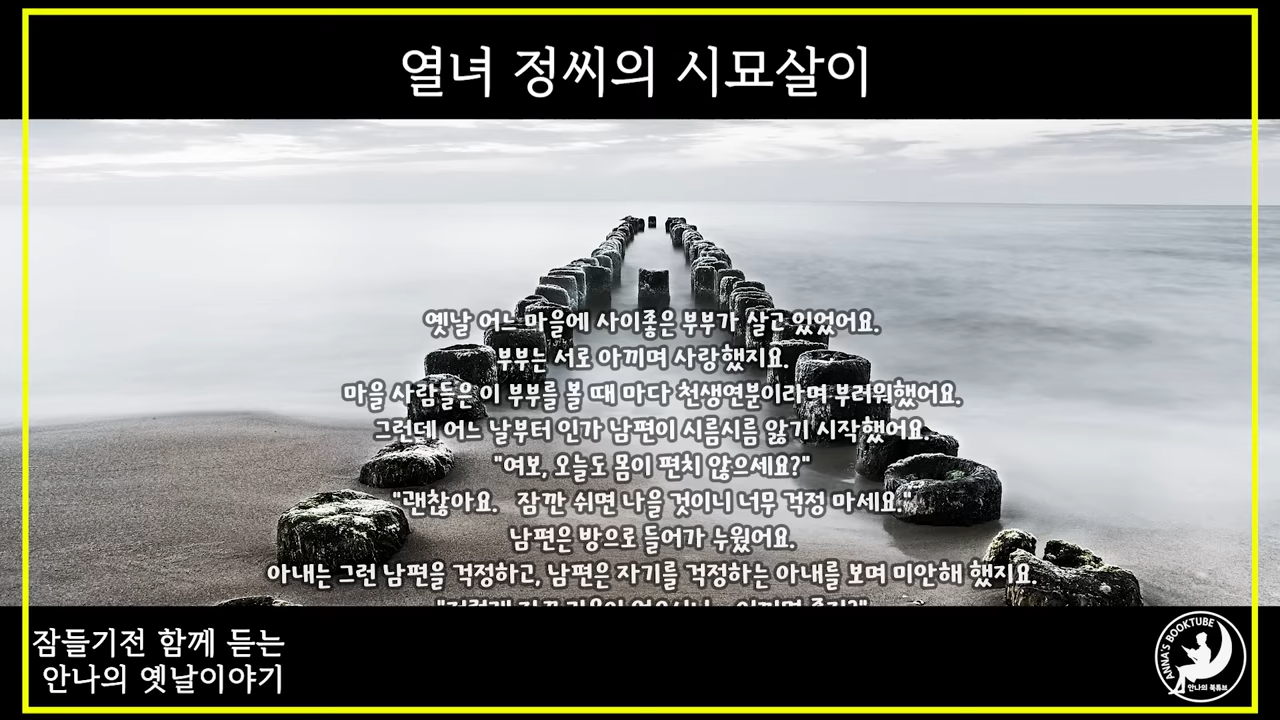 열녀 정씨의 시묘살이
옛날 어느 마을에 사이좋은 부부가 살고 있었어요.
부부는 서로 아끼며 사랑했지요.
마을 사람들은 이 부부를 볼 때 마다 천생연분이라며 부러워했어요.
그런데 어느 날부터 인가 남편이 시름시름 앓기 시작했어요.
"여보, 오늘도 몸이 편치 않으세요?"
"괜찮아요. 잠깐 쉬면 나을 것이니 너무 걱정 마세요."
남편은 방으로 들어가 누웠어요.
아내는 그런 남편을 걱정하고, 남편은 자기를 걱정하는 아내를 보며 미안해 했지요.
잠들기전 함께 듣는
안나의 옛날이야기
ANNA'S BOOKTUBE
안나의 북튜브